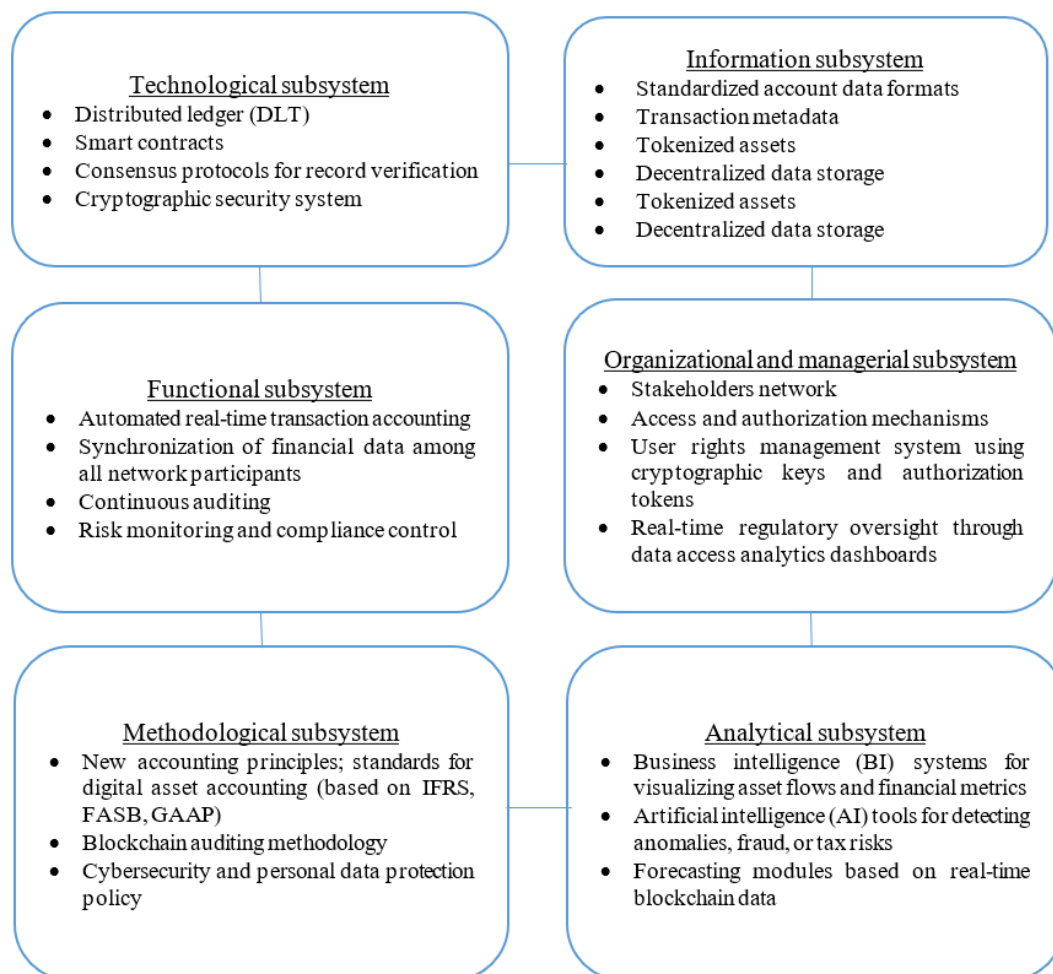 Technological subsystem
• Distributed ledger (DLT)
• Smart contracts
• Consensus protocols for record verification
• Cryptographic security system
Information subsystem
• Standardized account data formats
• Transaction metadata
• Tokenized assets
• Decentralized data storage
• Tokenized assets
• Decentralized data storage
Functional subsystem
• Automated real-time transaction accounting
• Synchronization of financial data among
all network participants
• Continuous auditing
• Risk monitoring and compliance control
Organizational and managerial subsystem
• Stakeholders network
• Access and authorization mechanisms
• User rights management system using
cryptographic keys and authorization
tokens
• Real-time regulatory oversight through
data access analytics dashboards
Methodological subsystem
• New accounting principles; standards for
digital asset accounting (based on IFRS,
FASB, GAAP)
• Blockchain auditing methodology
• Cybersecurity and personal data protection
policy
Analytical subsystem
• Business intelligence (BI) systems for
visualizing asset flows and financial metrics
• Artificial intelligence (AI) tools for detecting
anomalies, fraud, or tax risks
• Forecasting modules based on real-time
blockchain data